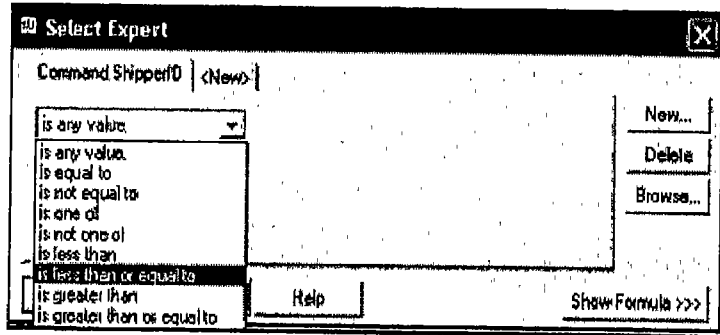 Select Expert
Command.ShipperID <New>
is any value
New...
is any value
is equal to
is not equal to
is one of
is not one of
is less than
is less than or equal to
is greater than
is greater than or equal to
Delete
Browse...
Help
Show Formula >>>